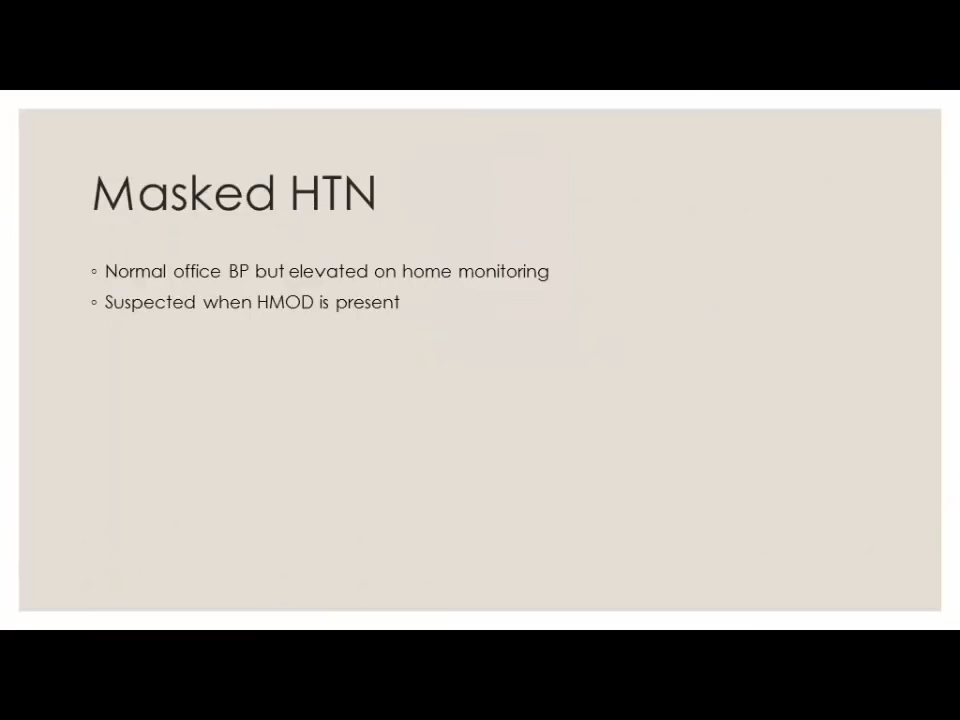 Masked HTN
◦ Normal office BP but elevated on home monitoring
◦ Suspected when HMOD is present